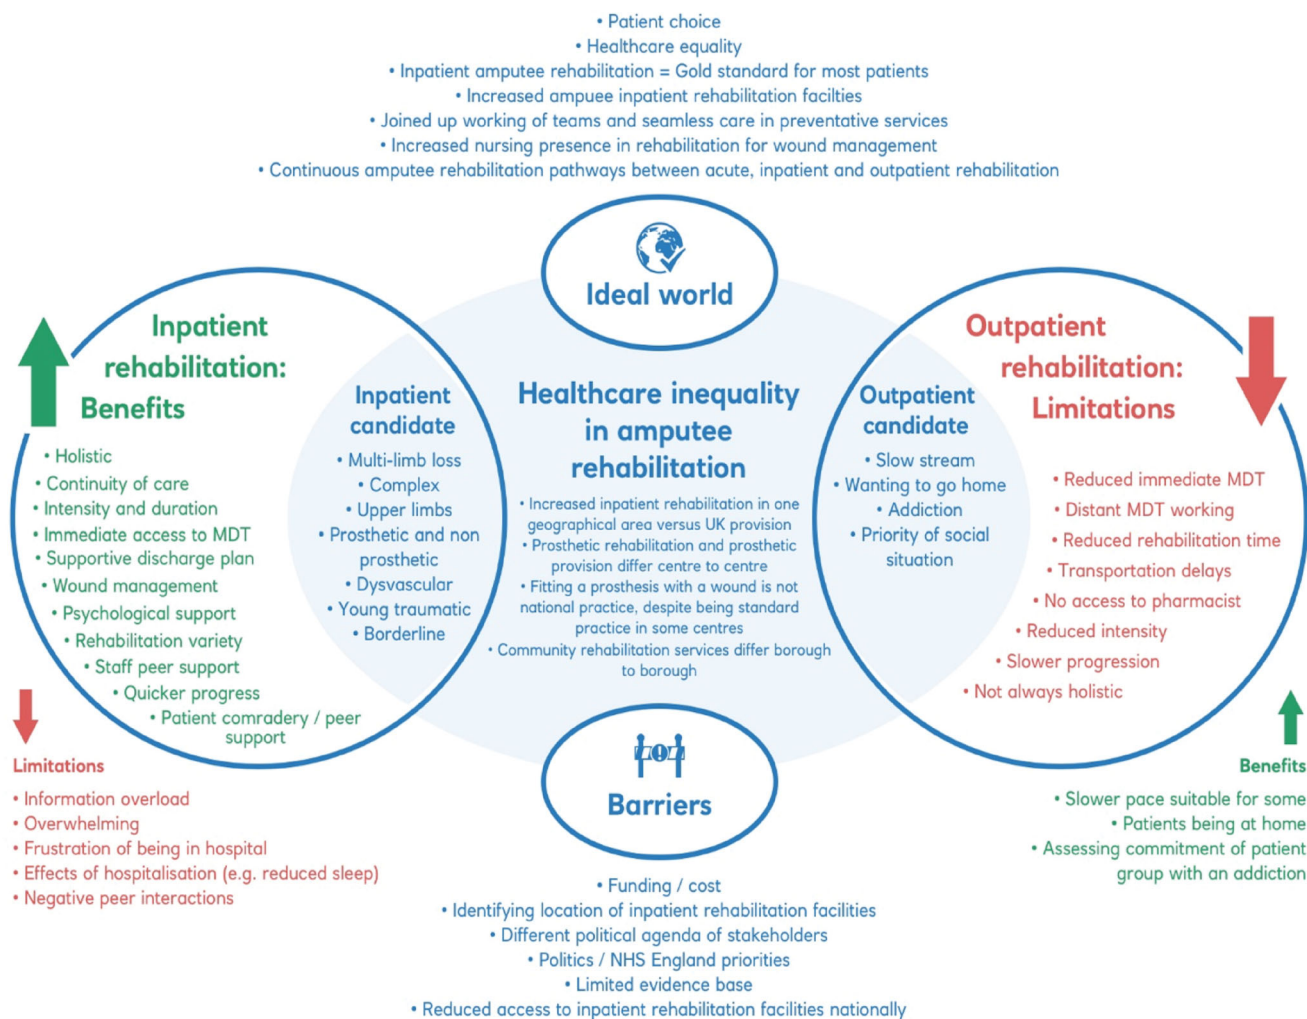 • Patient choice
• Healthcare equality
• Inpatient amputee rehabilitation = Gold standard for most patients
• Increased ampuee inpatient rehabilitation facilties
• Joined up working of teams and seamless care in preventative services
• Increased nursing presence in rehabilitation for wound management
• Continuous amputee rehabilitation pathways between acute, inpatient and outpatient rehabilitation
Ideal world
Inpatient
rehabilitation:
Benefits
• Holistic
• Continuity of care
• Intensity and duration
• Immediate access to MDT
• Supportive discharge plan
• Wound management
• Psychological support
• Rehabilitation variety
• Staff peer support
• Quicker progress
• Patient comradery / peer
support
Limitations
• Information overload
• Overwhelming
• Frustration of being in hospital
• Effects of hospitalisation (e.g. reduced sleep)
• Negative peer interactions
Inpatient
candidate
• Multi-limb loss
• Complex
• Upper limbs
• Prosthetic and non
prosthetic
• Dysvascular
• Young traumatic
• Borderline
Healthcare inequality
in amputee
rehabilitation
• Increased inpatient rehabilitation in one
geographical area versus UK provision
• Prosthetic rehabilitation and prosthetic
provision differ centre to centre
• Fitting a prosthesis with a wound is not
national practice, despite being standard
practice in some centres
• Community rehabilitation services differ borough
to borough
Outpatient
candidate
• Slow stream
• Wanting to go home
• Addiction
• Priority of social
situation
Outpatient
rehabilitation:
Limitations
• Reduced immediate MDT
• Distant MDT working
• Reduced rehabilitation time
• Transportation delays
• No access to pharmacist
• Reduced intensity
• Slower progression
• Not always holistic
Benefits
• Slower pace suitable for some
• Patients being at home
• Assessing commitment of patient
group with an addiction
Barriers
• Funding / cost
• Identifying location of inpatient rehabilitation facilities
• Different political agenda of stakeholders
• Politics / NHS England priorities
• Limited evidence base
• Reduced access to inpatient rehabilitation facilities nationally